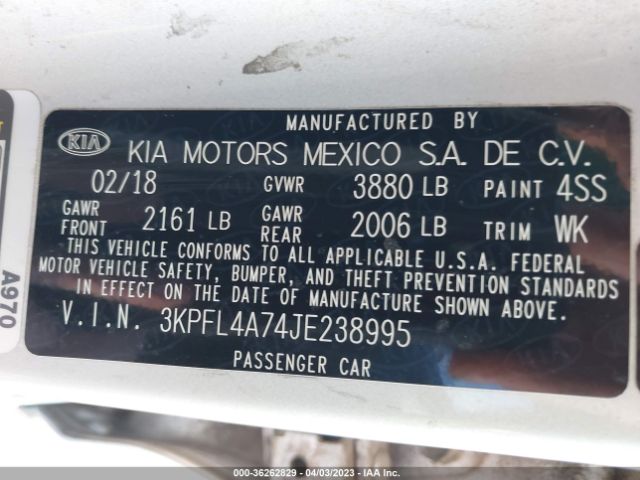 MANUFACTURED BY
KIA KIA MOTORS MEXICO S.A. DE C.V.
02/18 GVWR 3880 LB PAINT 4SS
GAWR FRONT 2161 LB GAWR REAR 2006 LB TRIM WK
THIS VEHICLE CONFORMS TO ALL APPLICABLE U.S.A. FEDERAL
MOTOR VEHICLE SAFETY, BUMPER, AND THEFT PREVENTION STANDARDS
IN EFFECT ON THE DATE OF MANUFACTURE SHOWN ABOVE.
V.I.N. 3KPFL4A74JE238995
PASSENGER CAR
A970
000-36262829 - 04/03/2023 - IAA Inc.